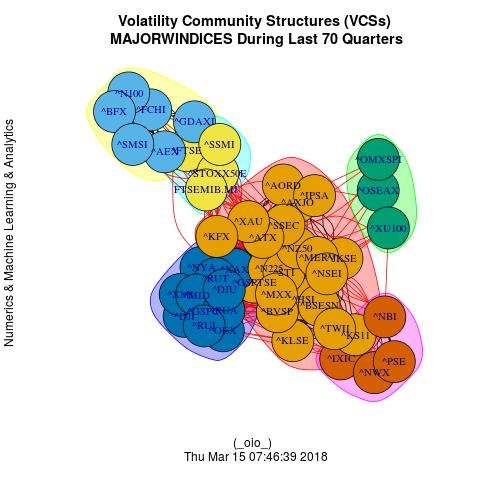 Volatility Community Structures (VCSs)
MAJORWINDICES During Last 70 Quarters
Numerics & Machine Learning & Analytics
^N100
^BFX
^FCHI
^GDAXI
^SMSI
^AEX
^FTSE
^SSMI
^STOXX50E
FTSEMIB.MI
^OMXSPI
^OSEAX
^XU100
^AORD
^AXJO
^IPSA
^XAU
^SSEC
^KFX
^ATX
^NZ50
^MERV
^NSEI
^NYA
^XAX
^N225
^STI
^RUT
^DJU
^MID
^MXX
^HSI
^BSESN
^BVSP
^DJI
^RUI
^OEX
^TWII
^KS11
^KLSE
^NBI
^IXIC
^PSE
^NWX
(_oio_)
Thu Mar 15 07:46:39 2018